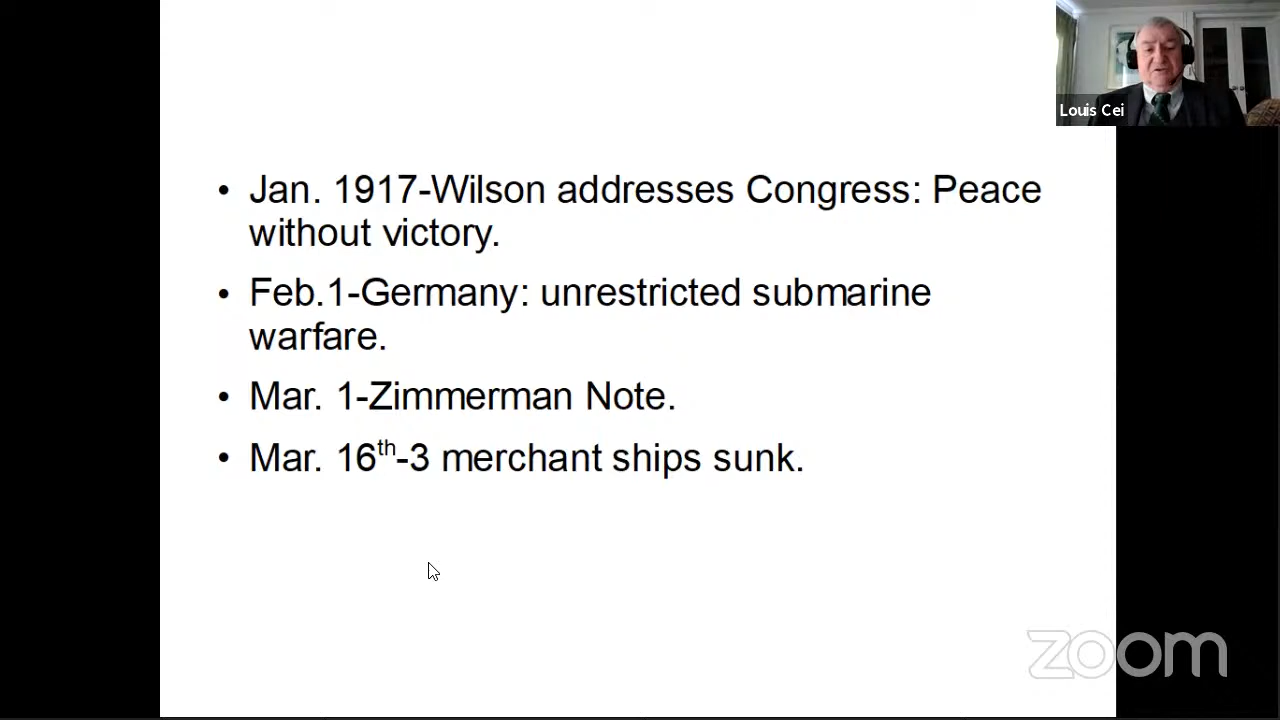 Louis Cei
• Jan. 1917-Wilson addresses Congress: Peace
without victory.
• Feb.1-Germany: unrestricted submarine
warfare.
• Mar. 1-Zimmerman Note.
• Mar. 16th-3 merchant ships sunk.
zoom